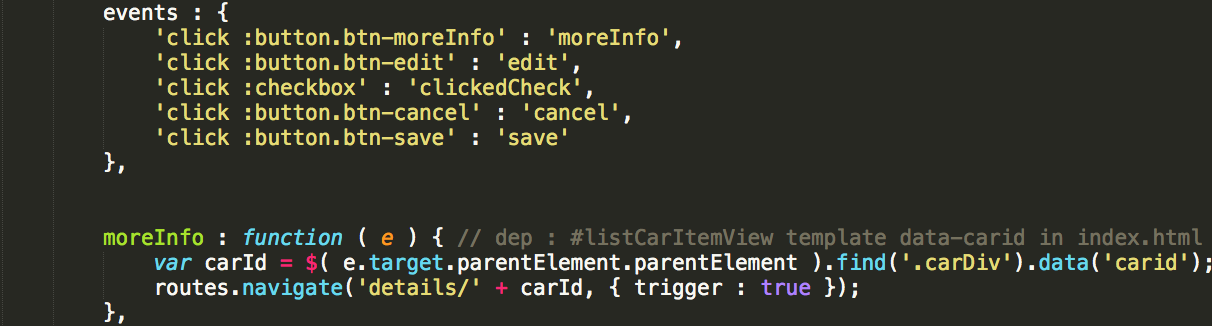 events : {
'click :button.btn-moreInfo' : 'moreInfo',
'click :button.btn-edit' : 'edit',
'click :checkbox' : 'clickedCheck',
'click :button.btn-cancel' : 'cancel',
'click :button.btn-save' : 'save'
},
moreInfo : function ( e ) { // dep : #listCarItemView template data-carid in index.html
var carId = $( e.target.parentElement.parentElement ).find('.carDiv').data('carid');
routes.navigate('details/' + carId, { trigger : true });
},